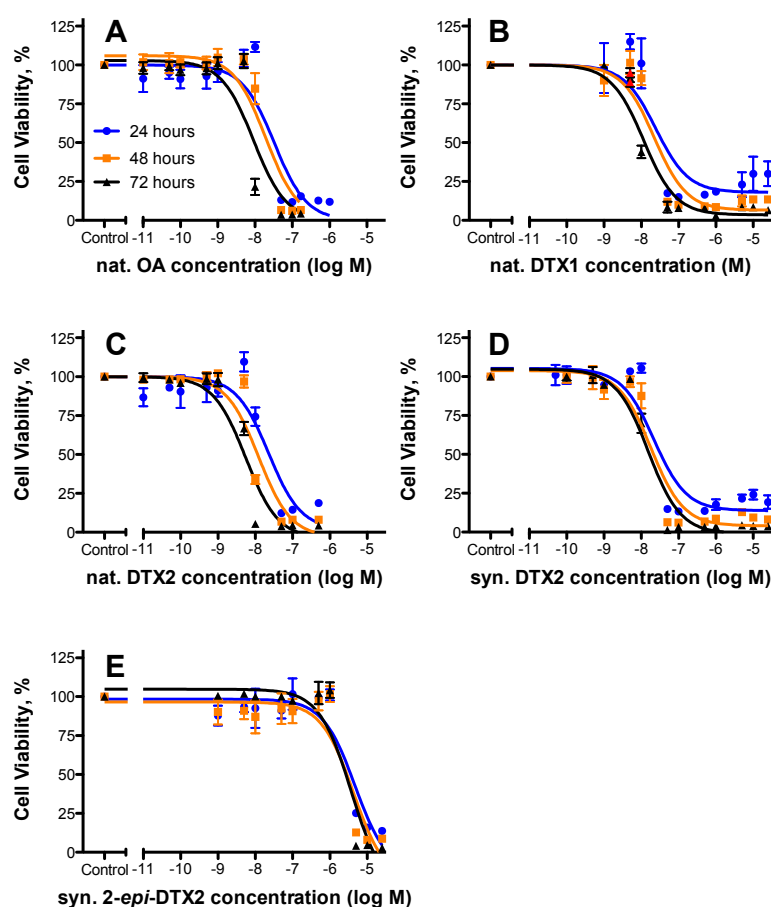 A
125
100
75
50
25
0
Cell Viability, %
24 hours
48 hours
72 hours
Control -11 -10 -9 -8 -7 -6 -5
nat. OA concentration (log M)
B
125
100
75
50
25
0
Cell Viability, %
Control -11 -10 -9 -8 -7 -6 -5
nat. DTX1 concentration (M)
C
125
100
75
50
25
0
Cell Viability, %
Control -11 -10 -9 -8 -7 -6 -5
nat. DTX2 concentration (log M)
D
125
100
75
50
25
0
Cell Viability, %
Control -11 -10 -9 -8 -7 -6 -5
syn. DTX2 concentration (log M)
E
125
100
75
50
25
0
Cell Viability, %
Control -11 -10 -9 -8 -7 -6 -5
syn. 2-epi-DTX2 concentration (log M)